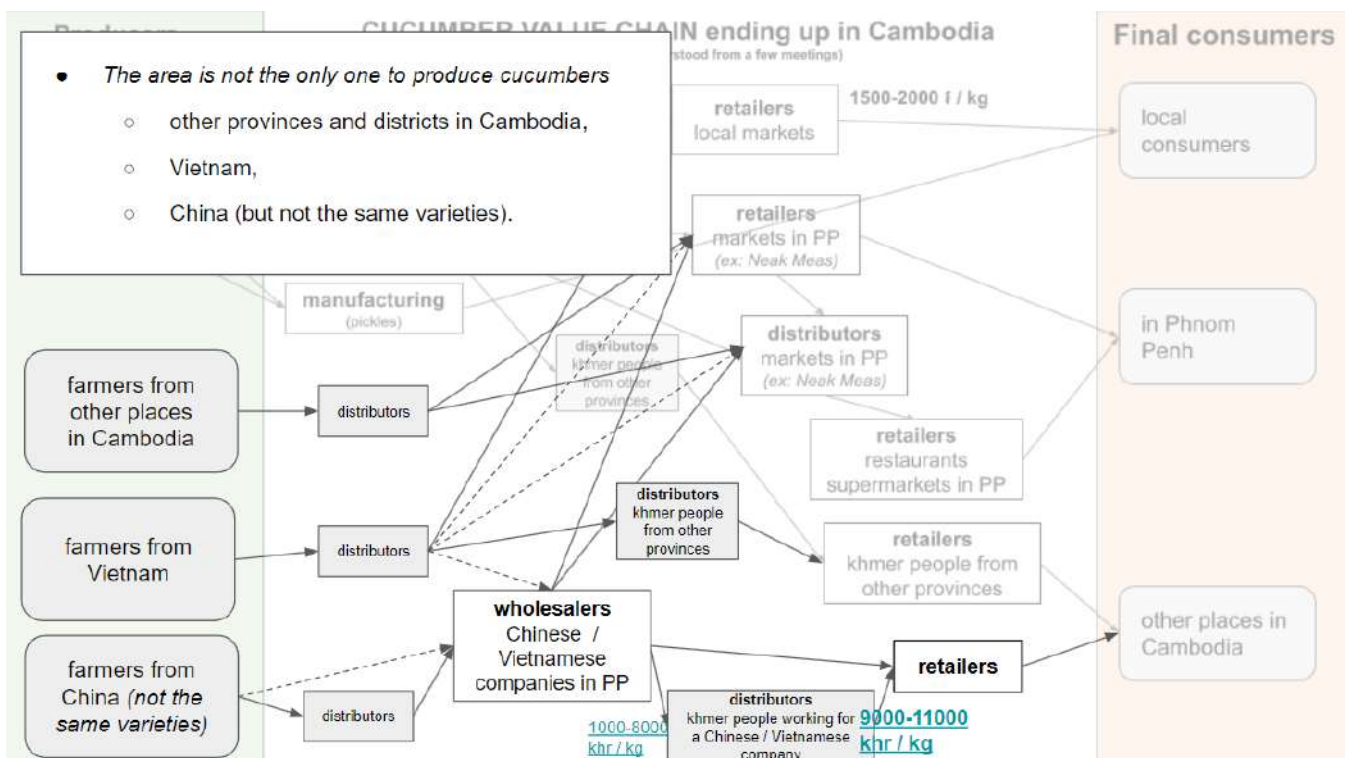 Producers
CUCUMBER VALUE CHAIN ending up in Cambodia
rstood from a few meetings)
Final consumers
● The area is not the only one to produce cucumbers
○ other provinces and districts in Cambodia,
○ Vietnam,
○ China (but not the same varieties).
retailers
local markets
1500-2000 f / kg
local
consumers
retailers
markets in PP
(ex: Neak Meas)
manufacturing
(pickles)
distributors
khmer people
from other
provinces
distributors
markets in PP
(ex: Neak Meas)
in Phnom
Penh
farmers from
other places
in Cambodia
distributors
retailers
restaurants
supermarkets in PP
farmers from
Vietnam
distributors
distributors
khmer people
from other
provinces
retailers
khmer people from
other provinces
wholesalers
Chinese /
Vietnamese
companies in PP
other places in
Cambodia
farmers from
China (not the
same varieties)
distributors
retailers
1000-8000
khr / kg
distributors
khmer people working for
a Chinese / Vietnamese
company
9000-11000
khr / kg